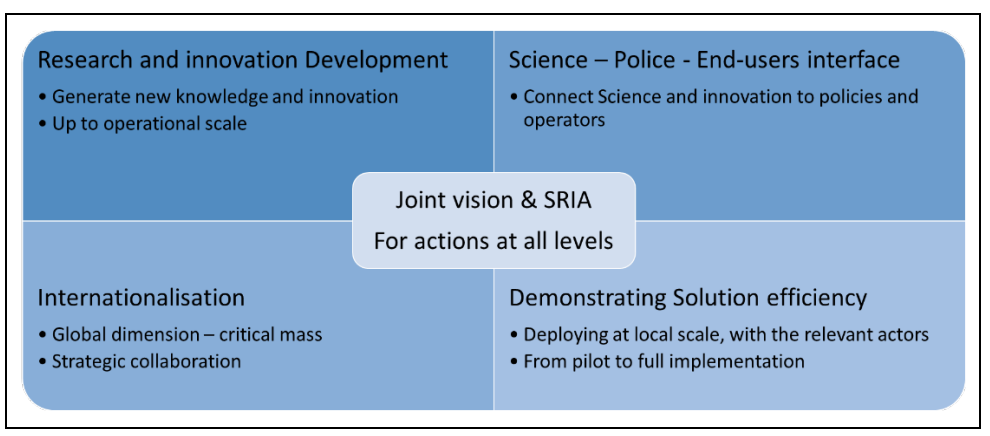 Research and innovation Development
• Generate new knowledge and innovation
• Up to operational scale
Science – Police - End-users interface
• Connect Science and innovation to policies and
operators
Joint vision & SRIA
For actions at all levels
Internationalisation
• Global dimension – critical mass
• Strategic collaboration
Demonstrating Solution efficiency
• Deploying at local scale, with the relevant actors
• From pilot to full implementation